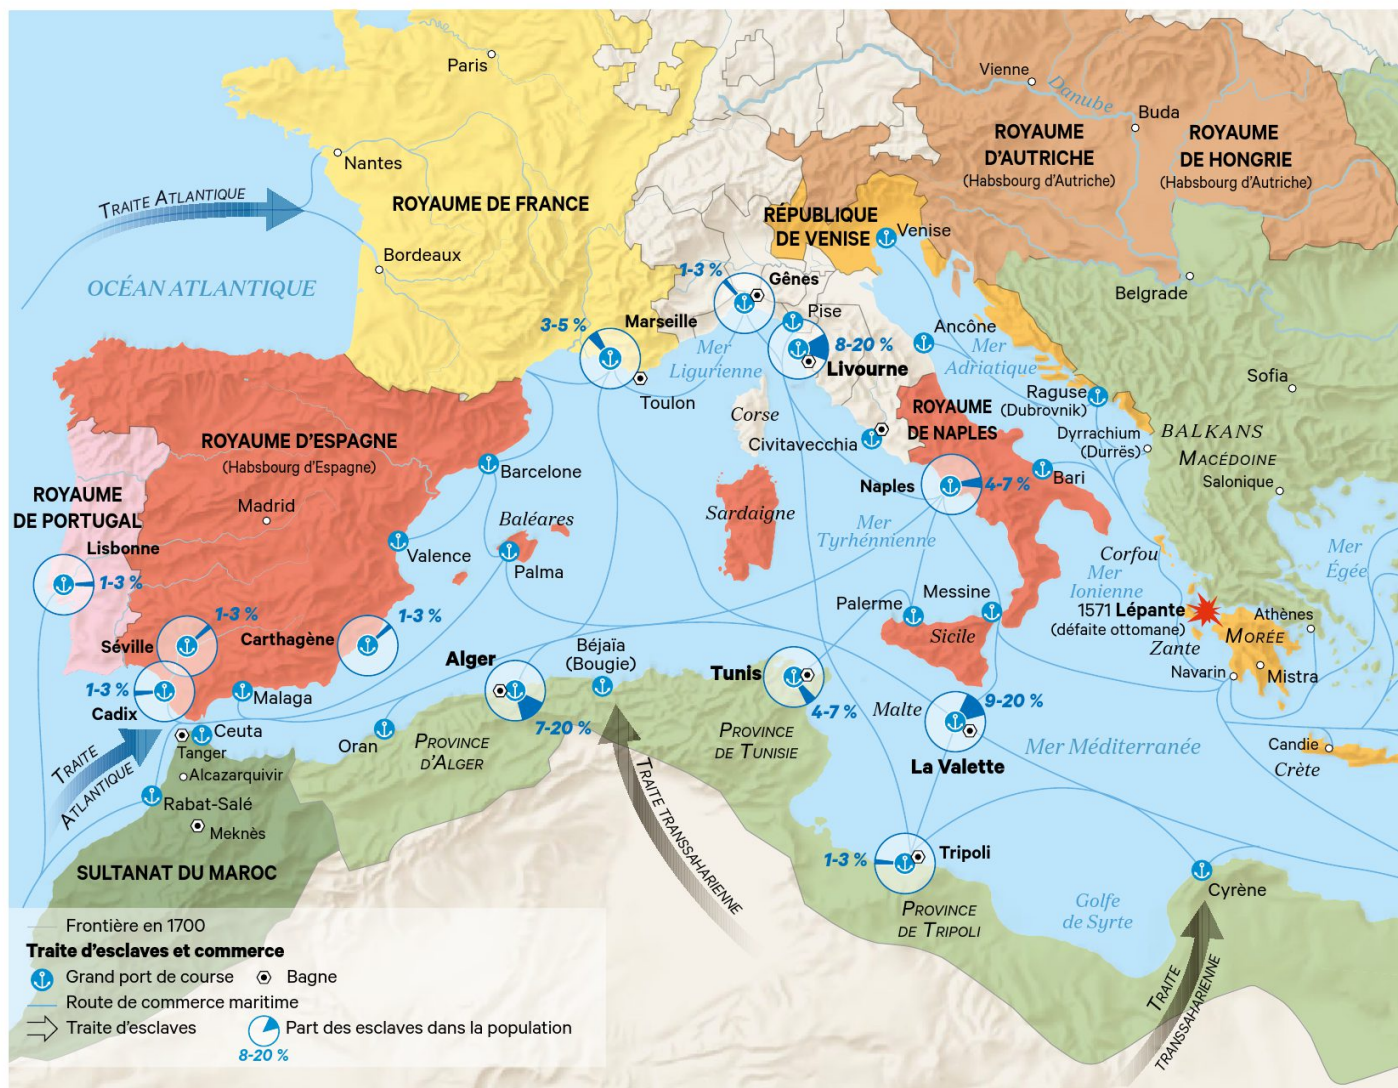 Paris
Vienne
Danube
Buda
ROYAUME
D'AUTRICHE
(Habsbourg d'Autriche)
ROYAUME
DE HONGRIE
(Habsbourg d'Autriche)
Nantes
TRAITE ATLANTIQUE
ROYAUME DE FRANCE
RÉPUBLIQUE
DE VENISE
Venise
Bordeaux
OCÉAN ATLANTIQUE
1-3 %
Gênes
Belgrade
3-5 %
Marseille
Pise
Mer
Ligurienne
8-20 %
Livourne
Ancône
Mer
Adriatique
Toulon
Corse
Sofia
Raguse
(Dubrovnik)
ROYAUME
DE NAPLES
Civitavecchia
Dyrrachium
(Durrës)
BALKANS
MACÉDOINE
Salonique
ROYAUME D'ESPAGNE
(Habsbourg d'Espagne)
Barcelone
Bari
Naples
4-7 %
ROYAUME
DE PORTUGAL
Madrid
Lisbonne
1-3 %
Baléares
Sardaigne
Mer
Tyrhénnienne
Valence
Palma
Corfou
Mer
Ionienne
Mer
Égée
1-3 %
Séville
1-3 %
Carthagène
Palerme
Messine
Sicile
1571 Lépante
(défaite ottomane)
Zante
Athènes
MORÉE
Navarin
Mistra
Alger
Béjaïa
(Bougie)
Tunis
1-3 %
Cadix
Malaga
7-20 %
4-7 %
Malte
9-20 %
La Valette
Mer Méditerranée
Candie
Crète
Ceuta
Tanger
Oran
PROVINCE
D'ALGER
PROVINCE
DE TUNISIE
TRAITE
ATLANTIQUE
Alcazarquivir
Rabat-Salé
Meknès
TRAITE TRANSSAHARIENNE
SULTANAT DU MAROC
1-3 %
Tripoli
PROVINCE
DE TRIPOLI
Golfe
de Syrte
Cyrène
TRAITE
TRANSSAHARIENNE
Frontière en 1700
Traite d'esclaves et commerce
Grand port de course
Bagne
Route de commerce maritime
Traite d'esclaves
Part des esclaves dans la population
8-20 %